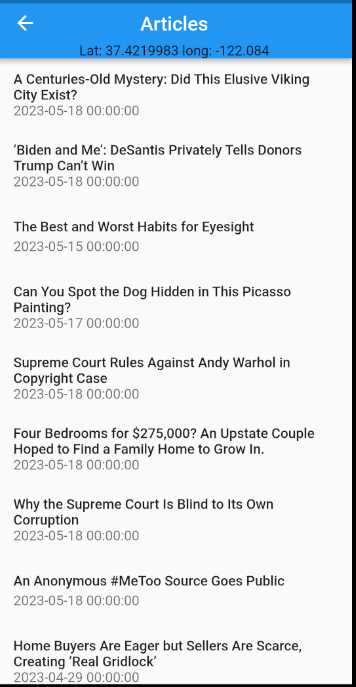 Articles
Lat: 37.4219983 long: -122.084
A Centuries-Old Mystery: Did This Elusive Viking
City Exist?
2023-05-18 00:00:00
‘Biden and Me’: DeSantis Privately Tells Donors
Trump Can’t Win
2023-05-18 00:00:00
The Best and Worst Habits for Eyesight
2023-05-15 00:00:00
Can You Spot the Dog Hidden in This Picasso
Painting?
2023-05-17 00:00:00
Supreme Court Rules Against Andy Warhol in
Copyright Case
2023-05-18 00:00:00
Four Bedrooms for $275,000? An Upstate Couple
Hoped to Find a Family Home to Grow In.
2023-05-18 00:00:00
Why the Supreme Court Is Blind to Its Own
Corruption
2023-05-18 00:00:00
An Anonymous #MeToo Source Goes Public
2023-05-18 00:00:00
Home Buyers Are Eager but Sellers Are Scarce,
Creating ‘Real Gridlock’
2023-04-29 00:00:00